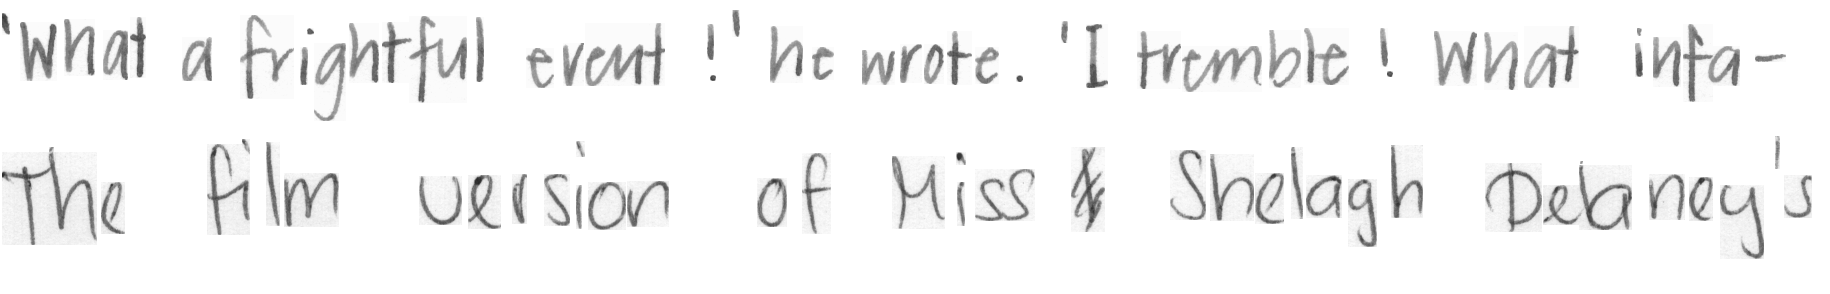 'What a frightful event!' he wrote. 'I tremble! What infa-
The film version of Miss Shelagh Delaney's